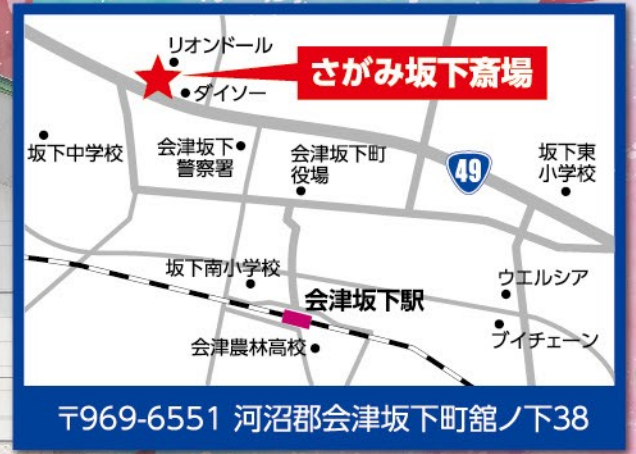 リオンドール
さがみ坂下斎場
ダイソー
坂下中学校
会津坂下
警察署
会津坂下町
役場
49
坂下東
小学校
坂下南小学校
会津坂下駅
ウエルシア
ブイチェーン
会津農林高校
〒969-6551 河沼郡会津坂下町舘ノ下38